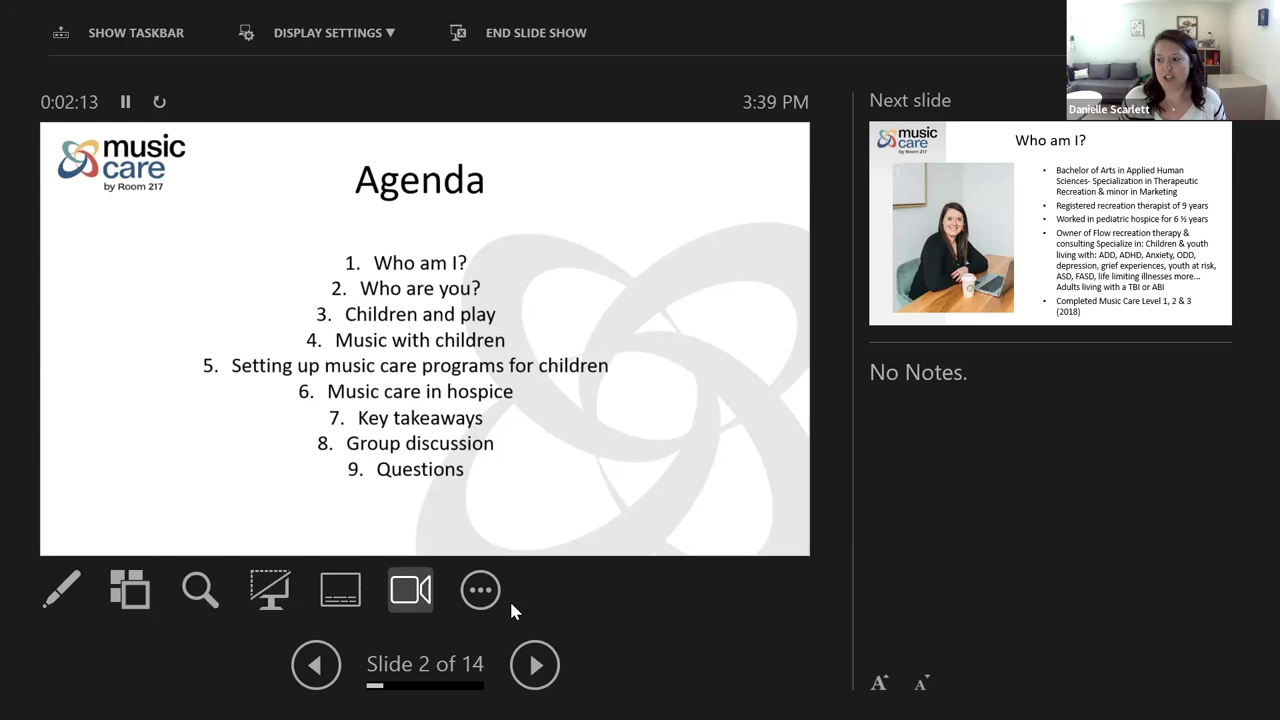 SHOW TASKBAR
DISPLAY SETTINGS ▼
END SLIDE SHOW
Danielle Scarlett
0:02:13
3:39 PM
music
care
by Room 217
Agenda
1. Who am I?
2. Who are you?
3. Children and play
4. Music with children
5. Setting up music care programs for children
6. Music care in hospice
7. Key takeaways
8. Group discussion
9. Questions
Slide 2 of 14
Next slide
music
care
by Room 217
Who am I?
• Bachelor of Arts in Applied Human
Sciences- Specialization in Therapeutic
Recreation & minor in Marketing
• Registered recreation therapist of 9 years
• Worked in pediatric hospice for 6 ½ years
• Owner of Flow recreation therapy &
consulting Specialize in: Children & youth
living with: ADD, ADHD, Anxiety, ODD,
depression, grief experiences, youth at risk,
ASD, FASD, life limiting illnesses more...
Adults living with a TBI or ABI
• Completed Music Care Level 1, 2 & 3
(2018)
No Notes.
A A